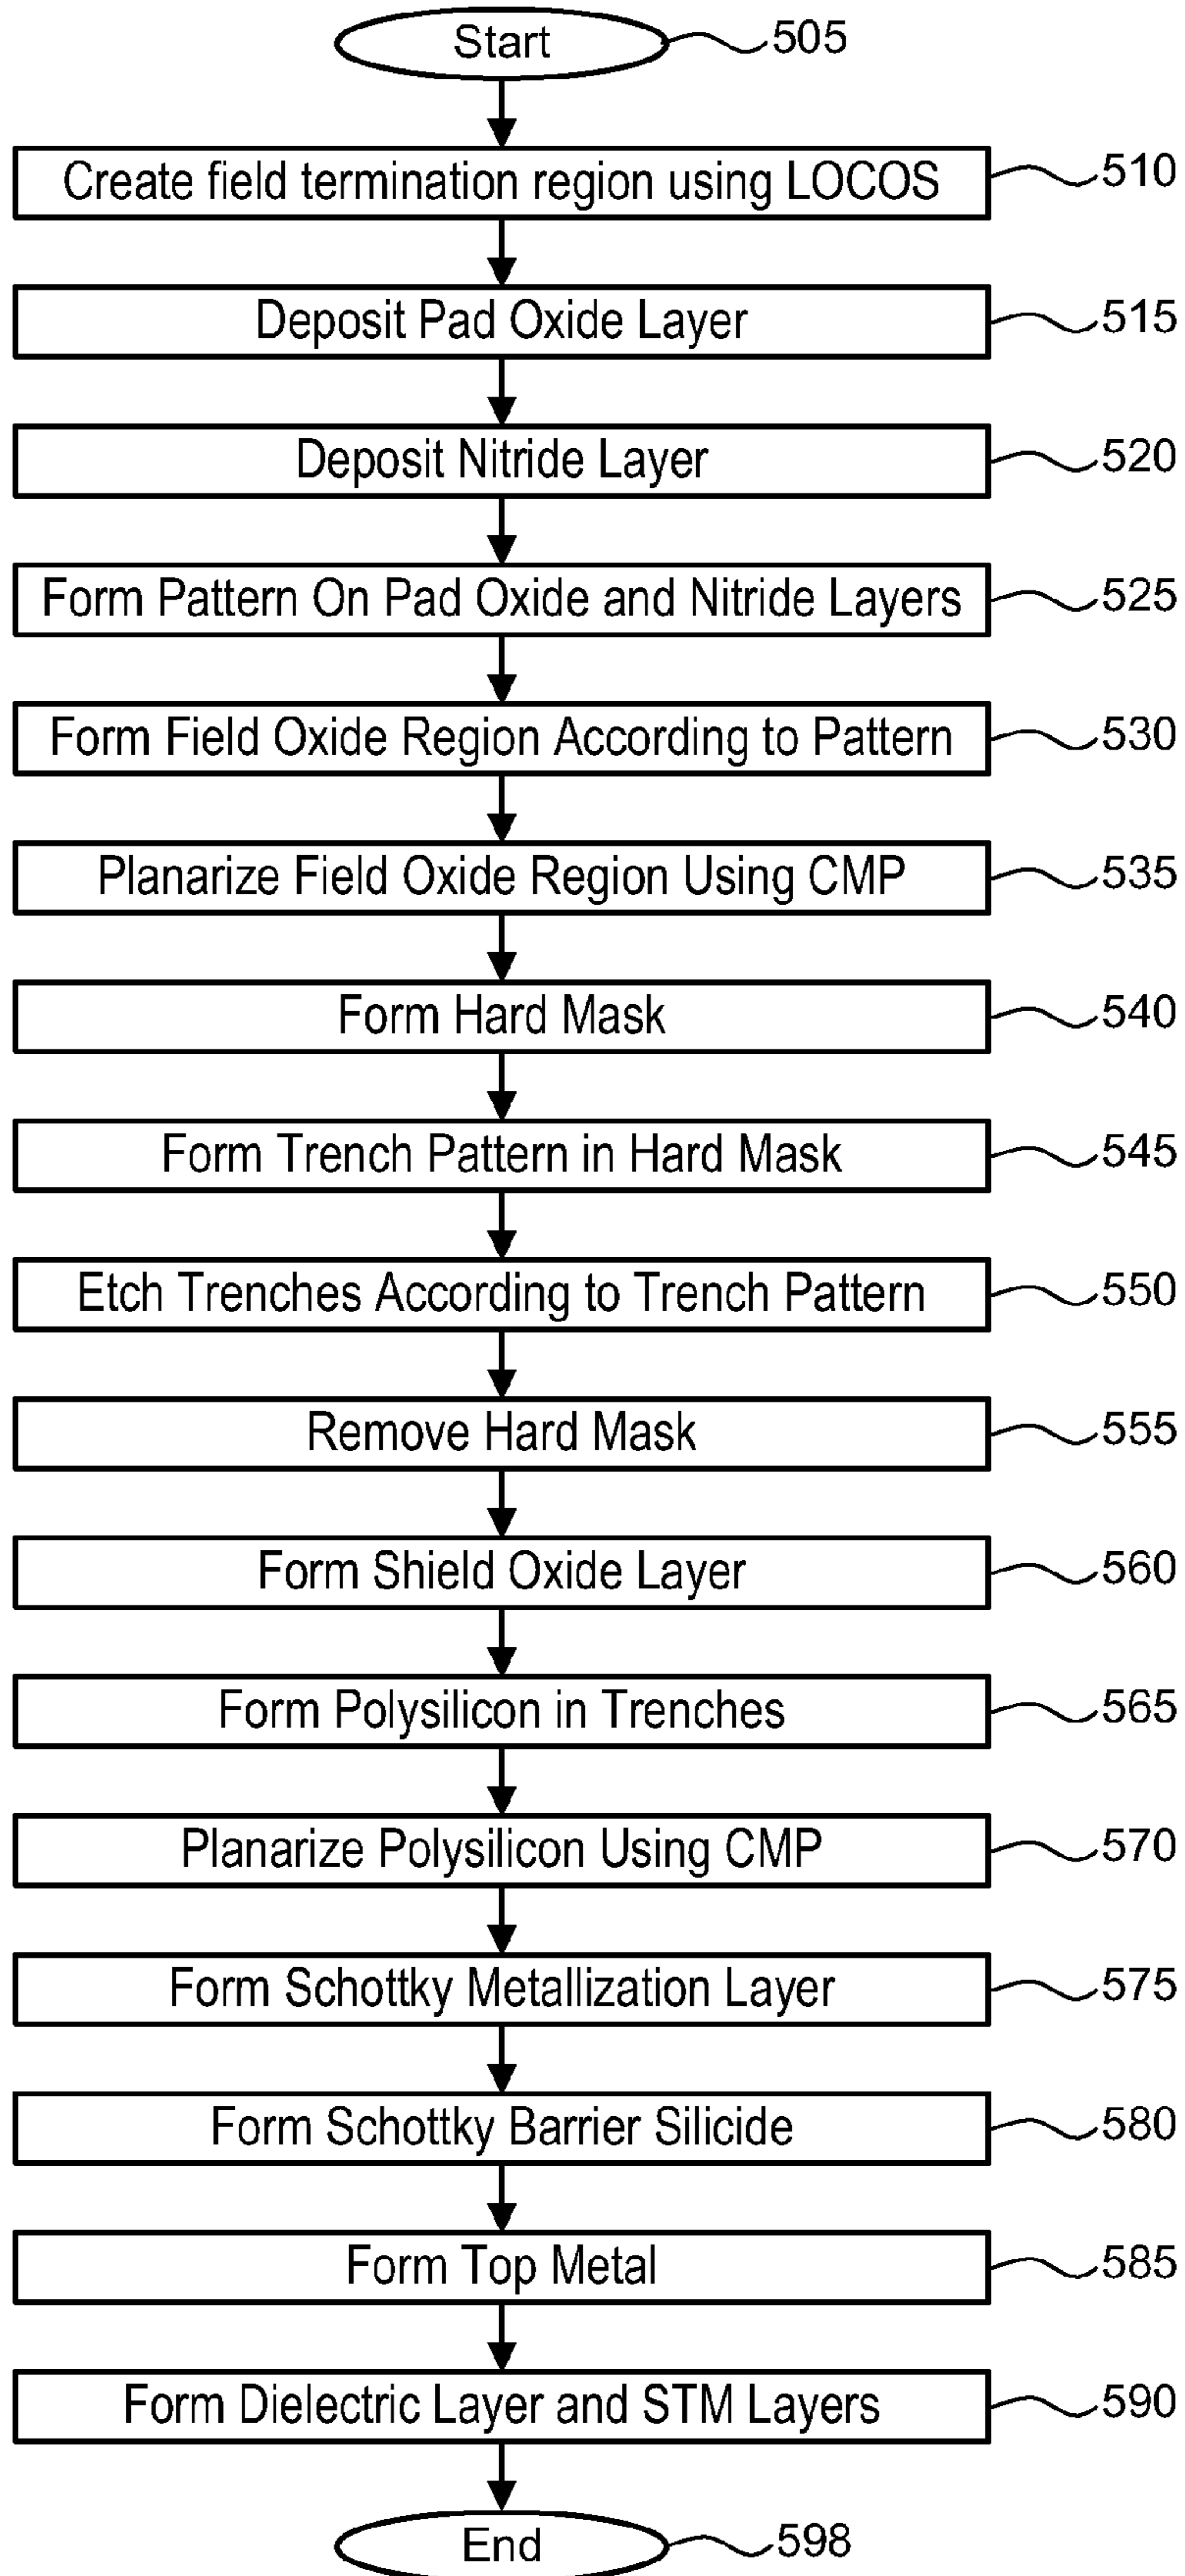 Start 505
Create field termination region using LOCOS 510
Deposit Pad Oxide Layer 515
Deposit Nitride Layer 520
Form Pattern On Pad Oxide and Nitride Layers 525
Form Field Oxide Region According to Pattern 530
Planarize Field Oxide Region Using CMP 535
Form Hard Mask 540
Form Trench Pattern in Hard Mask 545
Etch Trenches According to Trench Pattern 550
Remove Hard Mask 555
Form Shield Oxide Layer 560
Form Polysilicon in Trenches 565
Planarize Polysilicon Using CMP 570
Form Schottky Metallization Layer 575
Form Schottky Barrier Silicide 580
Form Top Metal 585
Form Dielectric Layer and STM Layers 590
End 598